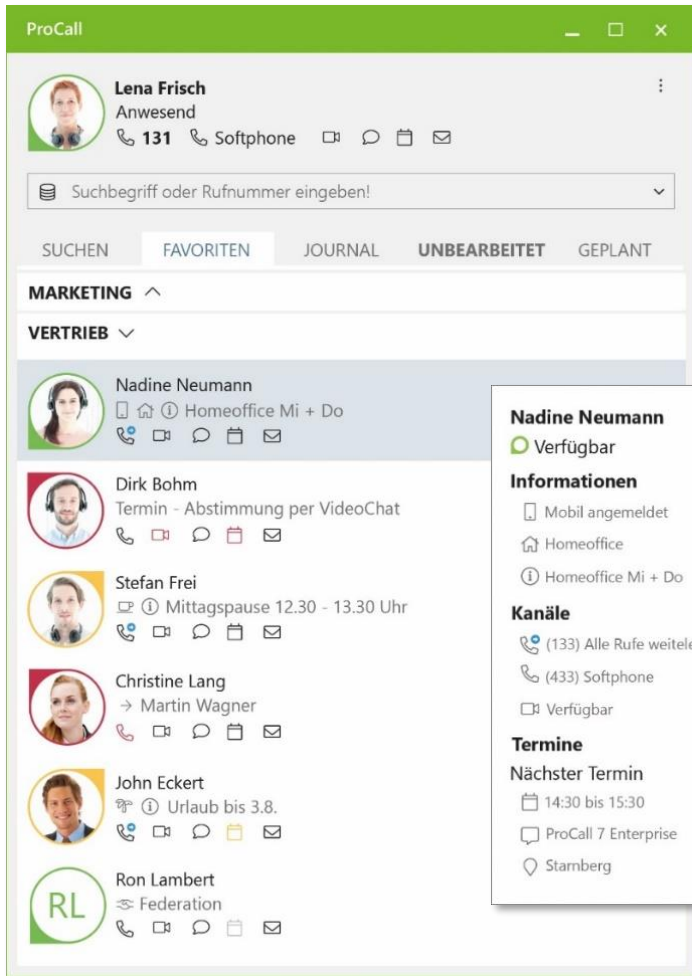 ProCall
Lena Frisch
Anwesend
131 Softphone
Suchbegriff oder Rufnummer eingeben!
SUCHEN FAVORITEN JOURNAL UNBEARBEITET GEPLANT
MARKETING
VERTRIEB
Nadine Neumann
Homeoffice Mi + Do
Dirk Bohm
Termin - Abstimmung per VideoChat
Stefan Frei
Mittagspause 12.30 - 13.30 Uhr
Christine Lang
→ Martin Wagner
John Eckert
Urlaub bis 3.8.
RL
Ron Lambert
Federation
Nadine Neumann
Verfügbar
Informationen
Mobil angemeldet
Homeoffice
Homeoffice Mi + Do
Kanäle
(133) Alle Rufe weitele
(433) Softphone
Verfügbar
Termine
Nächster Termin
14:30 bis 15:30
ProCall 7 Enterprise
Starnberg